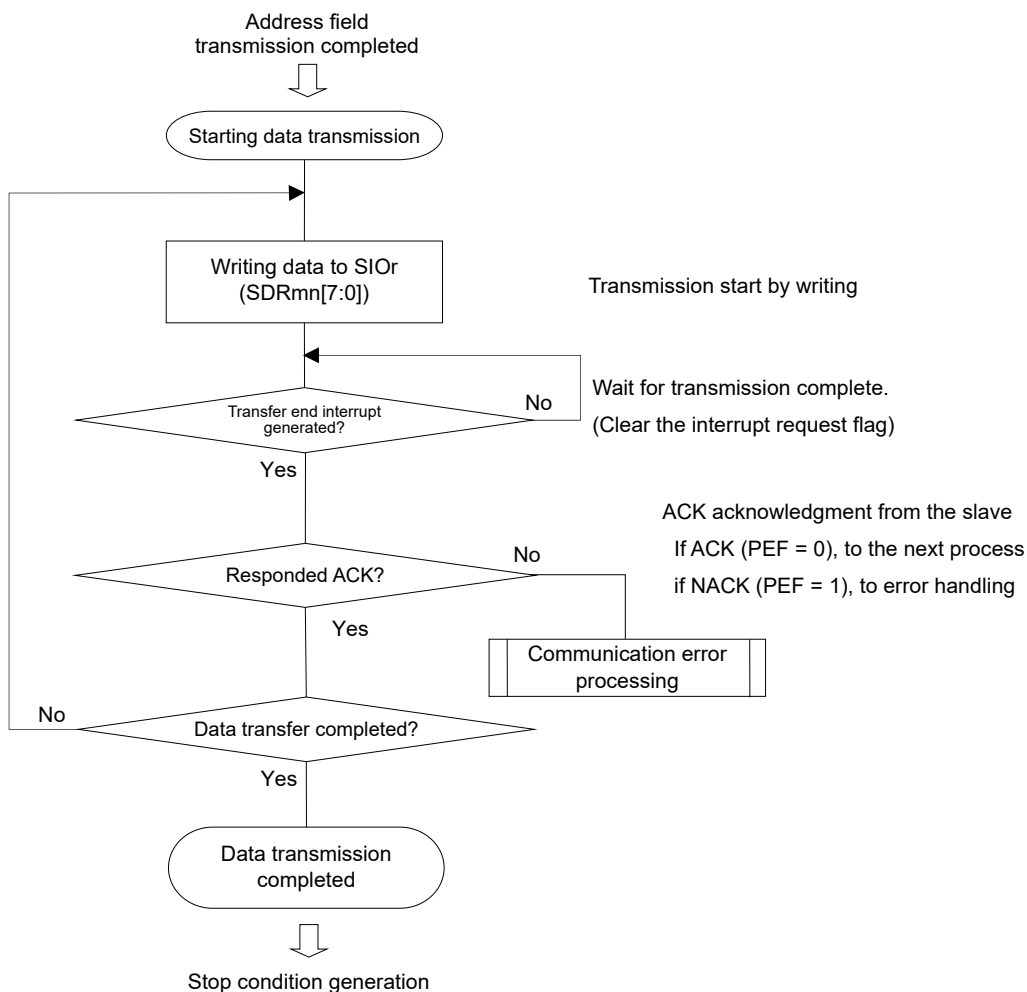 Address field
transmission completed
Starting data transmission
Writing data to SIOr
(SDRmn[7:0])
Transmission start by writing
Transfer end interrupt
generated?
No
Wait for transmission complete.
(Clear the interrupt request flag)
Yes
ACK acknowledgment from the slave
If ACK (PEF = 0), to the next process
if NACK (PEF = 1), to error handling
Responded ACK?
No
Yes
Communication error
processing
No
Data transfer completed?
Yes
Data transmission
completed
Stop condition generation